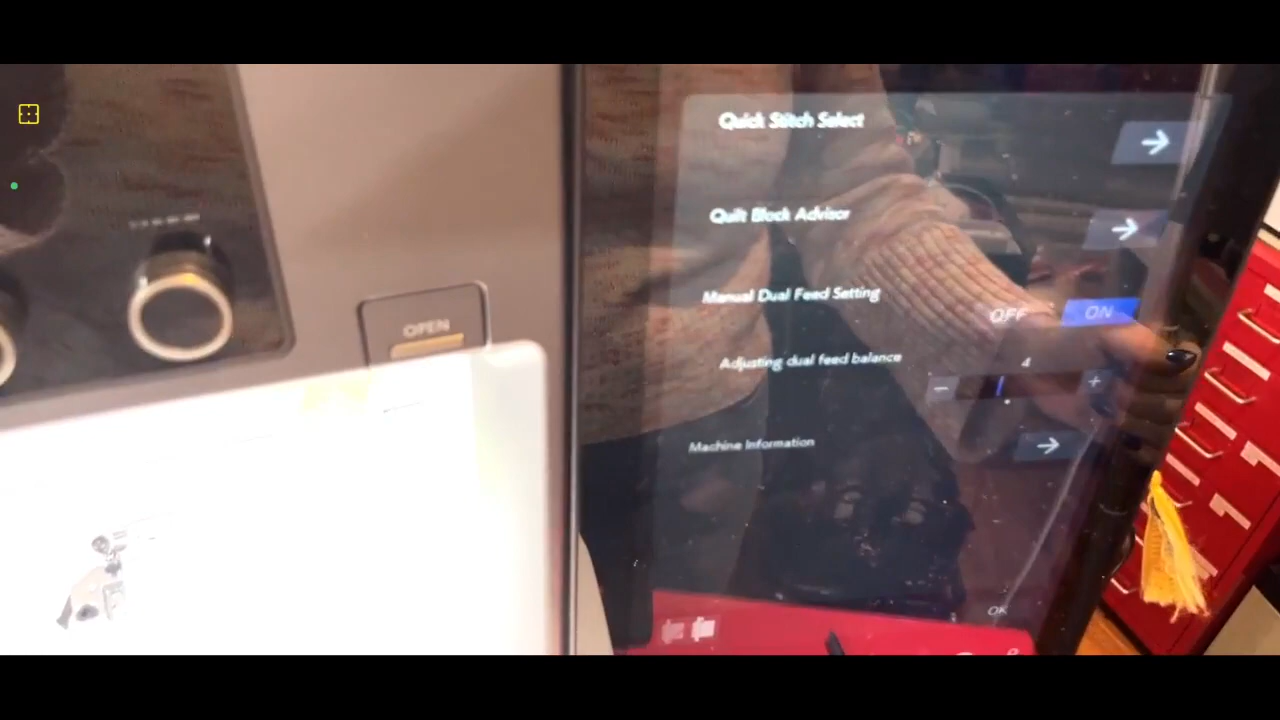 Quick Stitch Select
Quilt Block Advisor
Manual Dual Feed Setting
OFF ON
Adjusting dual feed balance
4
- +
Machine Information
OK
OPEN